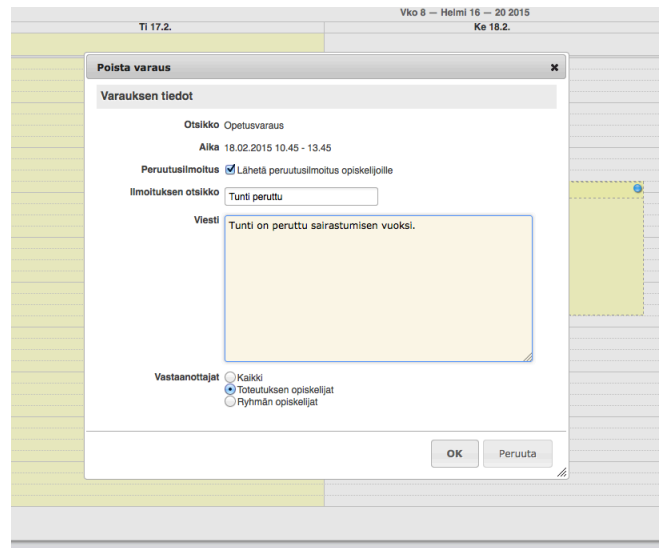 Vko 8 — Helmi 16 — 20 2015
Ti 17.2.
Ke 18.2.
Poista varaus
Varauksen tiedot
Otsikko Opetusvaraus
Aika 18.02.2015 10.45 - 13.45
Peruutusilmoitus Lähetä peruutusilmoitus opiskelijoille
Ilmoituksen otsikko Tunti peruttu
Viesti Tunti on peruttu sairastumisen vuoksi.
Vastaanottajat Kaikki
Toteutuksen opiskelijat
Ryhmän opiskelijat
OK Peruuta